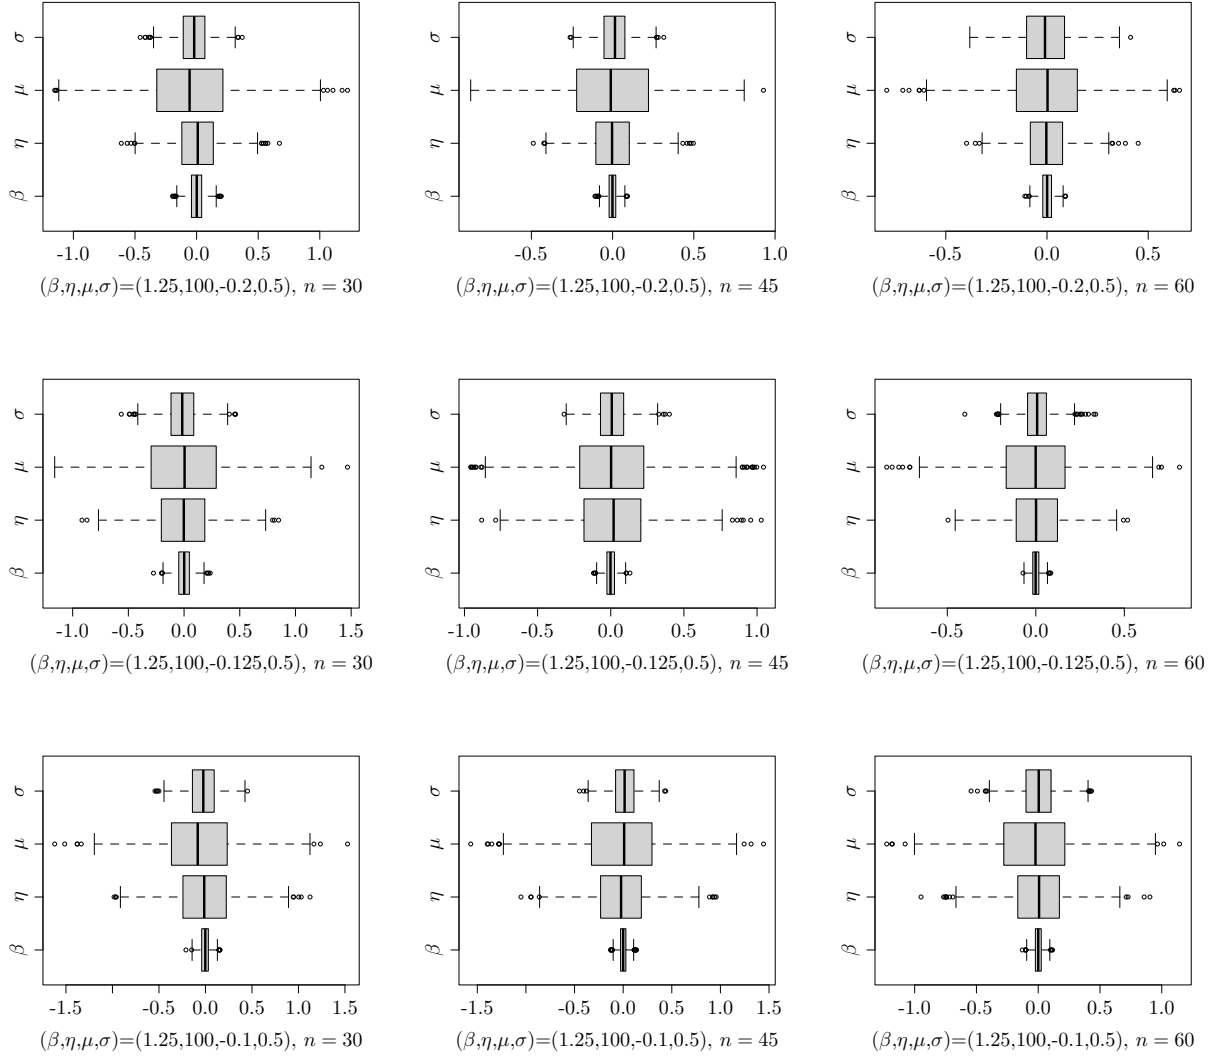 σ
μ
η
β
-1.0 -0.5 0.0 0.5 1.0
(β,η,μ,σ)=(1.25,100,-0.2,0.5), n = 30
σ
μ
η
β
-0.5 0.0 0.5 1.0
(β,η,μ,σ)=(1.25,100,-0.2,0.5), n = 45
σ
μ
η
β
-0.5 0.0 0.5
(β,η,μ,σ)=(1.25,100,-0.2,0.5), n = 60
σ
μ
η
β
-1.0 -0.5 0.0 0.5 1.0 1.5
(β,η,μ,σ)=(1.25,100,-0.125,0.5), n = 30
σ
μ
η
β
-1.0 -0.5 0.0 0.5 1.0
(β,η,μ,σ)=(1.25,100,-0.125,0.5), n = 45
σ
μ
η
β
-0.5 0.0 0.5
(β,η,μ,σ)=(1.25,100,-0.125,0.5), n = 60
σ
μ
η
β
-1.5 -0.5 0.0 0.5 1.0 1.5
(β,η,μ,σ)=(1.25,100,-0.1,0.5), n = 30
σ
μ
η
β
-1.5 -0.5 0.0 0.5 1.0 1.5
(β,η,μ,σ)=(1.25,100,-0.1,0.5), n = 45
σ
μ
η
β
-1.0 -0.5 0.0 0.5 1.0
(β,η,μ,σ)=(1.25,100,-0.1,0.5), n = 60